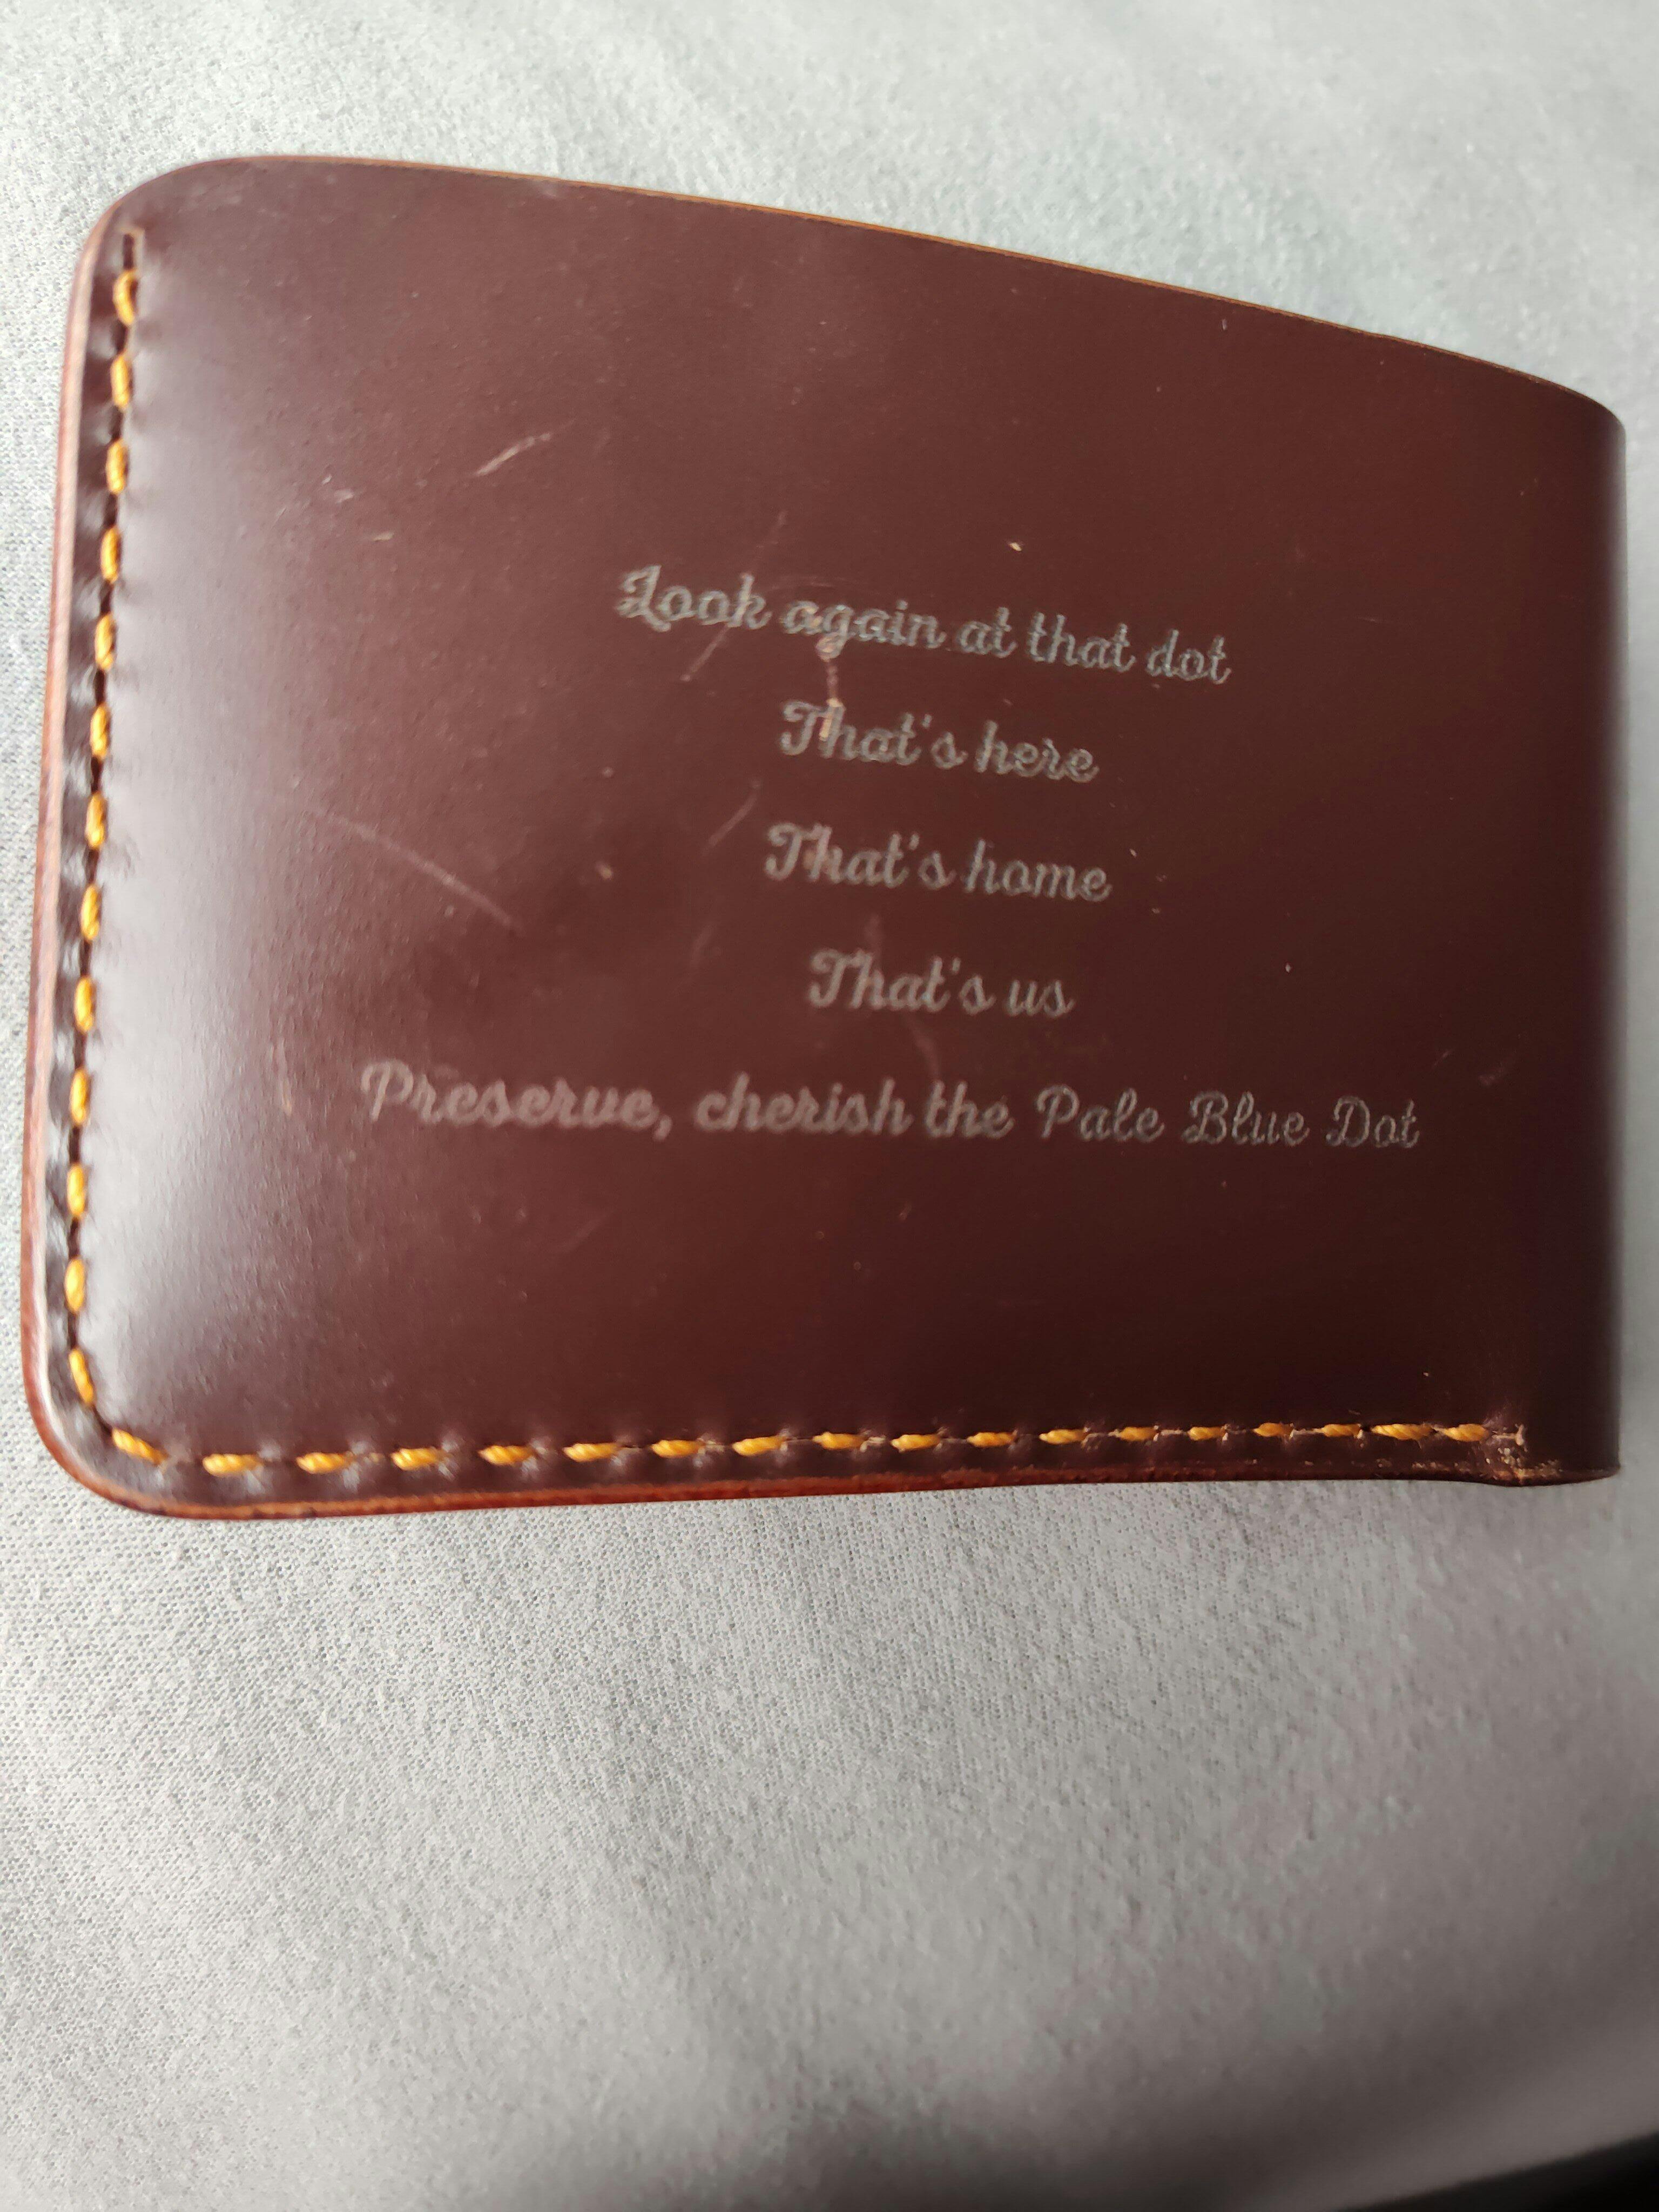 Look again at that dot
That's here
That's home
That's us
Preserve, cherish the Pale Blue Dot